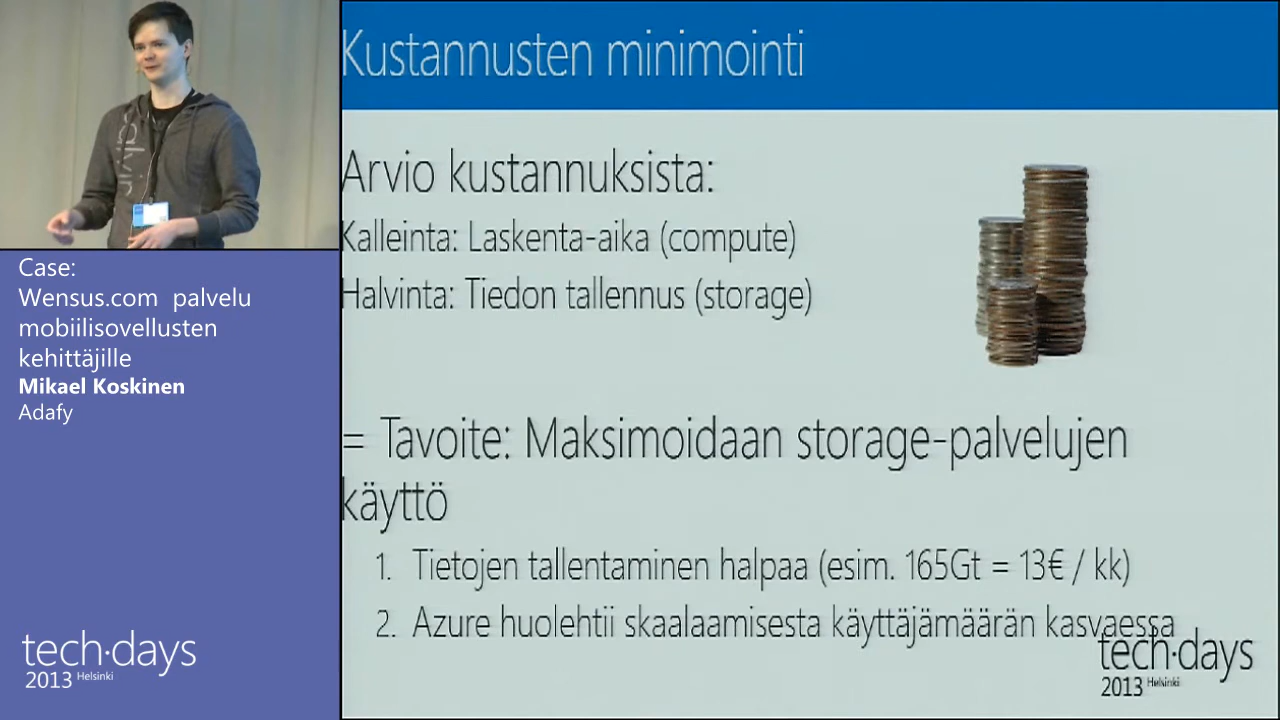 Kustannusten minimointi
Arvio kustannuksista:
Kalleinta: Laskenta-aika (compute)
Halvinta: Tiedon tallennus (storage)
= Tavoite: Maksimoidaan storage-palvelujen
käyttö
1. Tietojen tallentaminen halpaa (esim. 165Gt = 13€ / kk)
2. Azure huolehtii skaalaamisesta käyttäjämäärän kasvaessa
tech·days
2013 Helsinki
Case:
Wensus.com palvelu
mobiilisovellusten
kehittäjille
Mikael Koskinen
Adafy
tech·days
2013 Helsinki